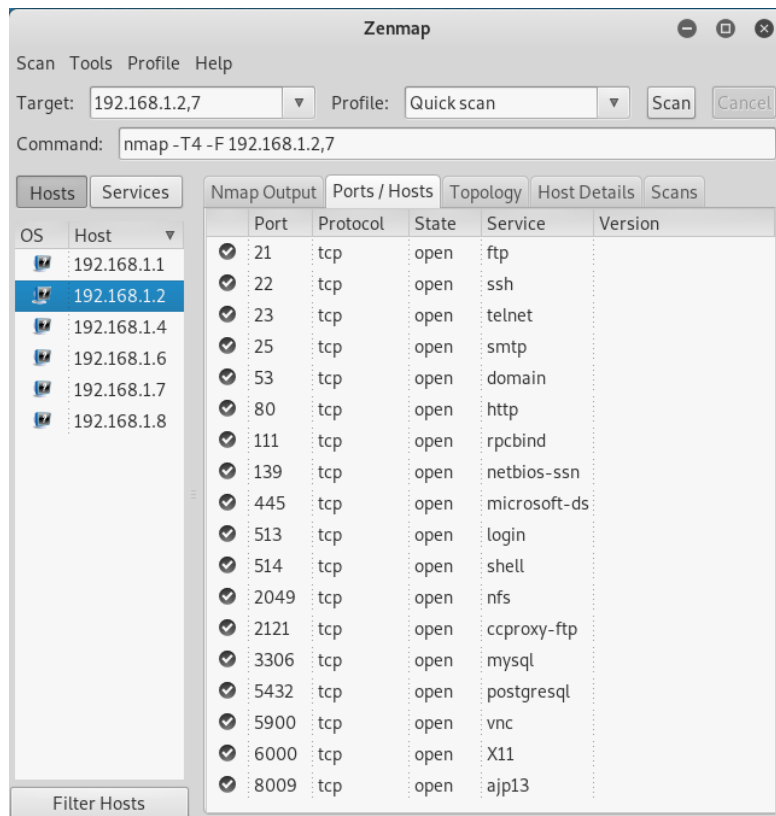 Zenmap
Scan Tools Profile Help
Target: 192.168.1.2,7 Profile: Quick scan Scan Cancel
Command: nmap -T4 -F 192.168.1.2,7
Hosts Services
OS Host
192.168.1.1
192.168.1.2
192.168.1.4
192.168.1.6
192.168.1.7
192.168.1.8
Filter Hosts
Nmap Output Ports / Hosts Topology Host Details Scans
Port Protocol State Service Version
21 tcp open ftp
22 tcp open ssh
23 tcp open telnet
25 tcp open smtp
53 tcp open domain
80 tcp open http
111 tcp open rpcbind
139 tcp open netbios-ssn
445 tcp open microsoft-ds
513 tcp open login
514 tcp open shell
2049 tcp open nfs
2121 tcp open ccproxy-ftp
3306 tcp open mysql
5432 tcp open postgresql
5900 tcp open vnc
6000 tcp open X11
8009 tcp open ajp13